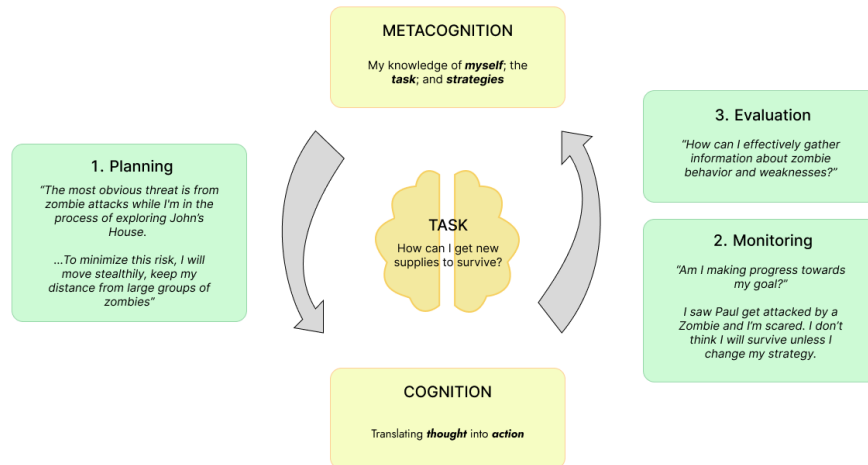 METACOGNITION
My knowledge of myself; the
task; and strategies
1. Planning
“The most obvious threat is from
zombie attacks while I'm in the
process of exploring John's
House.
...To minimize this risk, I will
move stealthily, keep my
distance from large groups of
zombies”
TASK
How can I get new
supplies to survive?
3. Evaluation
“How can I effectively gather
information about zombie
behavior and weaknesses?”
2. Monitoring
“Am I making progress towards
my goal?”
I saw Paul get attacked by a
Zombie and I'm scared. I don't
think I will survive unless I
change my strategy.
COGNITION
Translating thought into action